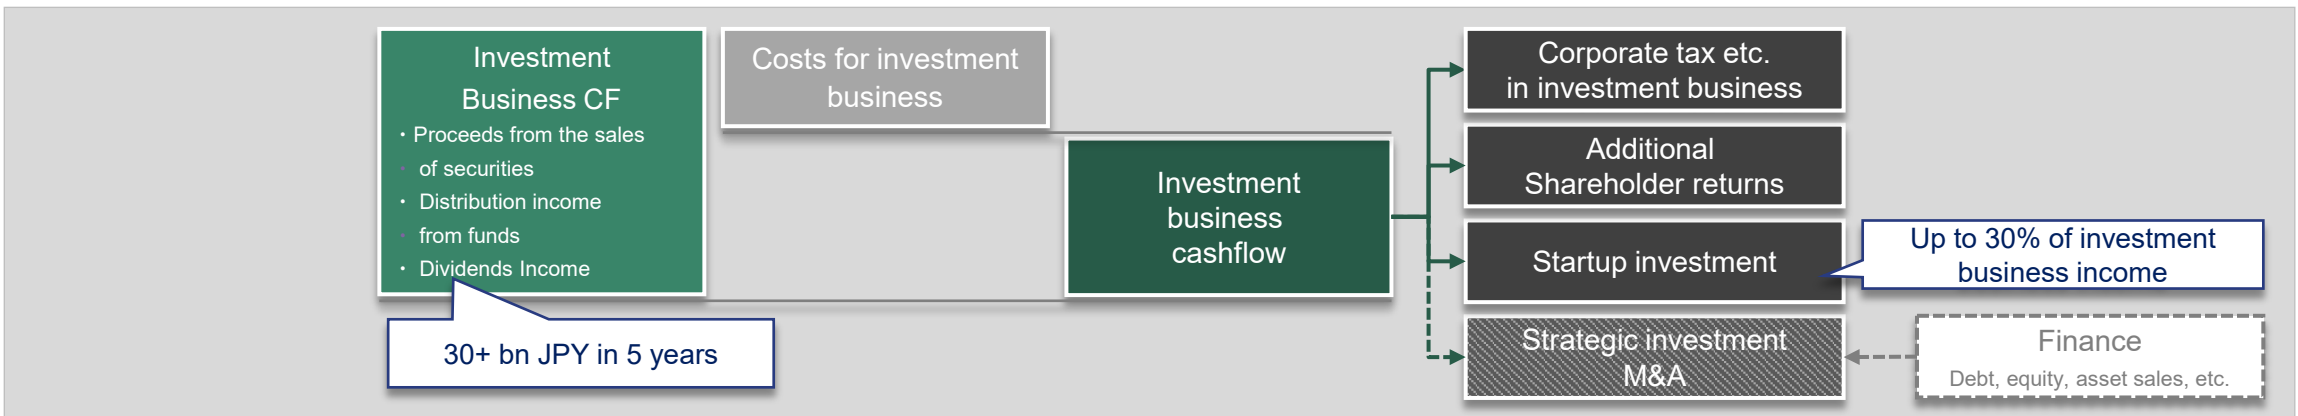 Investment
Business CF
・Proceeds from the sales
・ of securities
・ Distribution income
・ from funds
・ Dividends Income
30+ bn JPY in 5 years
Costs for investment
business
Investment
business
cashflow
Corporate tax etc.
in investment business
Additional
Shareholder returns
Startup investment
Up to 30% of investment
business income
Strategic investment
M&A
Finance
Debt, equity, asset sales, etc.